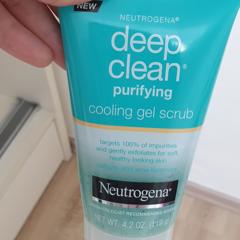 NEW
NEUTROGENA®
deep
clean®
purifying
cooling gel scrub
targets 100% of impurities
and gently exfoliates for soft,
healthy looking skin
Neutrogena®
NET WT. 4.2 OZ.